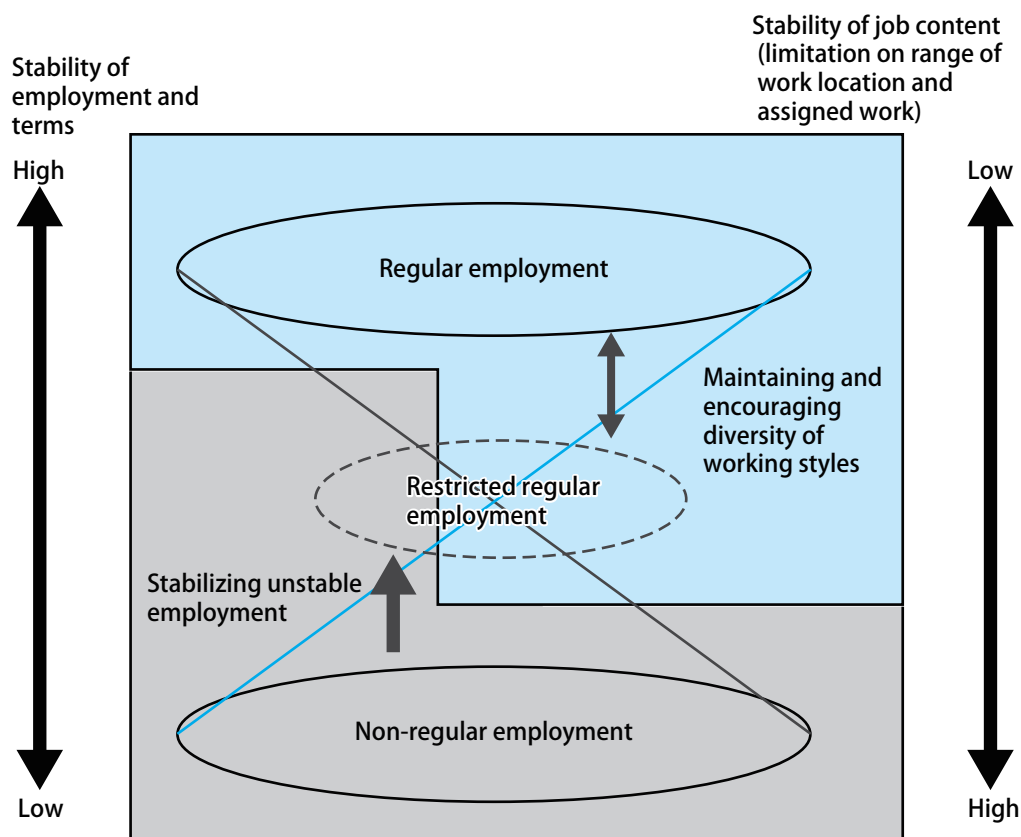 Stability of
employment and
terms
High
Low
Stability of job content
(limitation on range of
work location and
assigned work)
Low
High
Regular employment
Maintaining and
encouraging
diversity of
working styles
Restricted regular
employment
Stabilizing unstable
employment
Non-regular employment